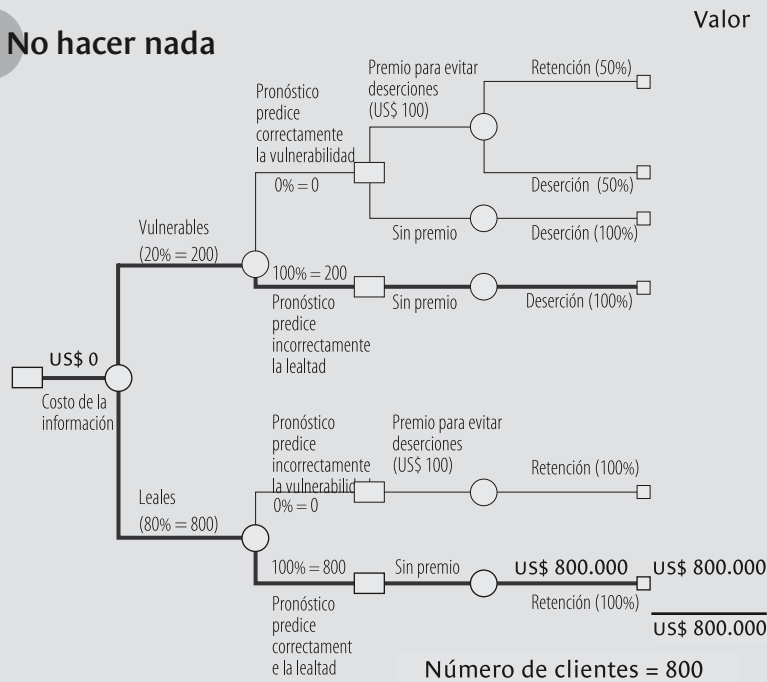 Valor
No hacer nada
Pronóstico
predice
correctamente
la vulnerabilidad
0% = 0
Premio para evitar
deserciones
(US$ 100)
Retención (50%)
Deserción (50%)
Sin premio
Deserción (100%)
Vulnerables
(20% = 200)
100% = 200
Pronóstico
predice
incorrectamente
la lealtad
Sin premio
Deserción (100%)
US$ 0
Costo de la
información
Pronóstico
predice
incorrectamente
0% = 0
Premio para evitar
deserciones
(US$ 100)
Retención (100%)
Leales
(80% = 800)
100% = 800
Pronóstico
predice
correctament
e la lealtad
Sin premio
US$ 800.000
Retención (100%)
US$ 800.000
US$ 800.000
Número de clientes = 800